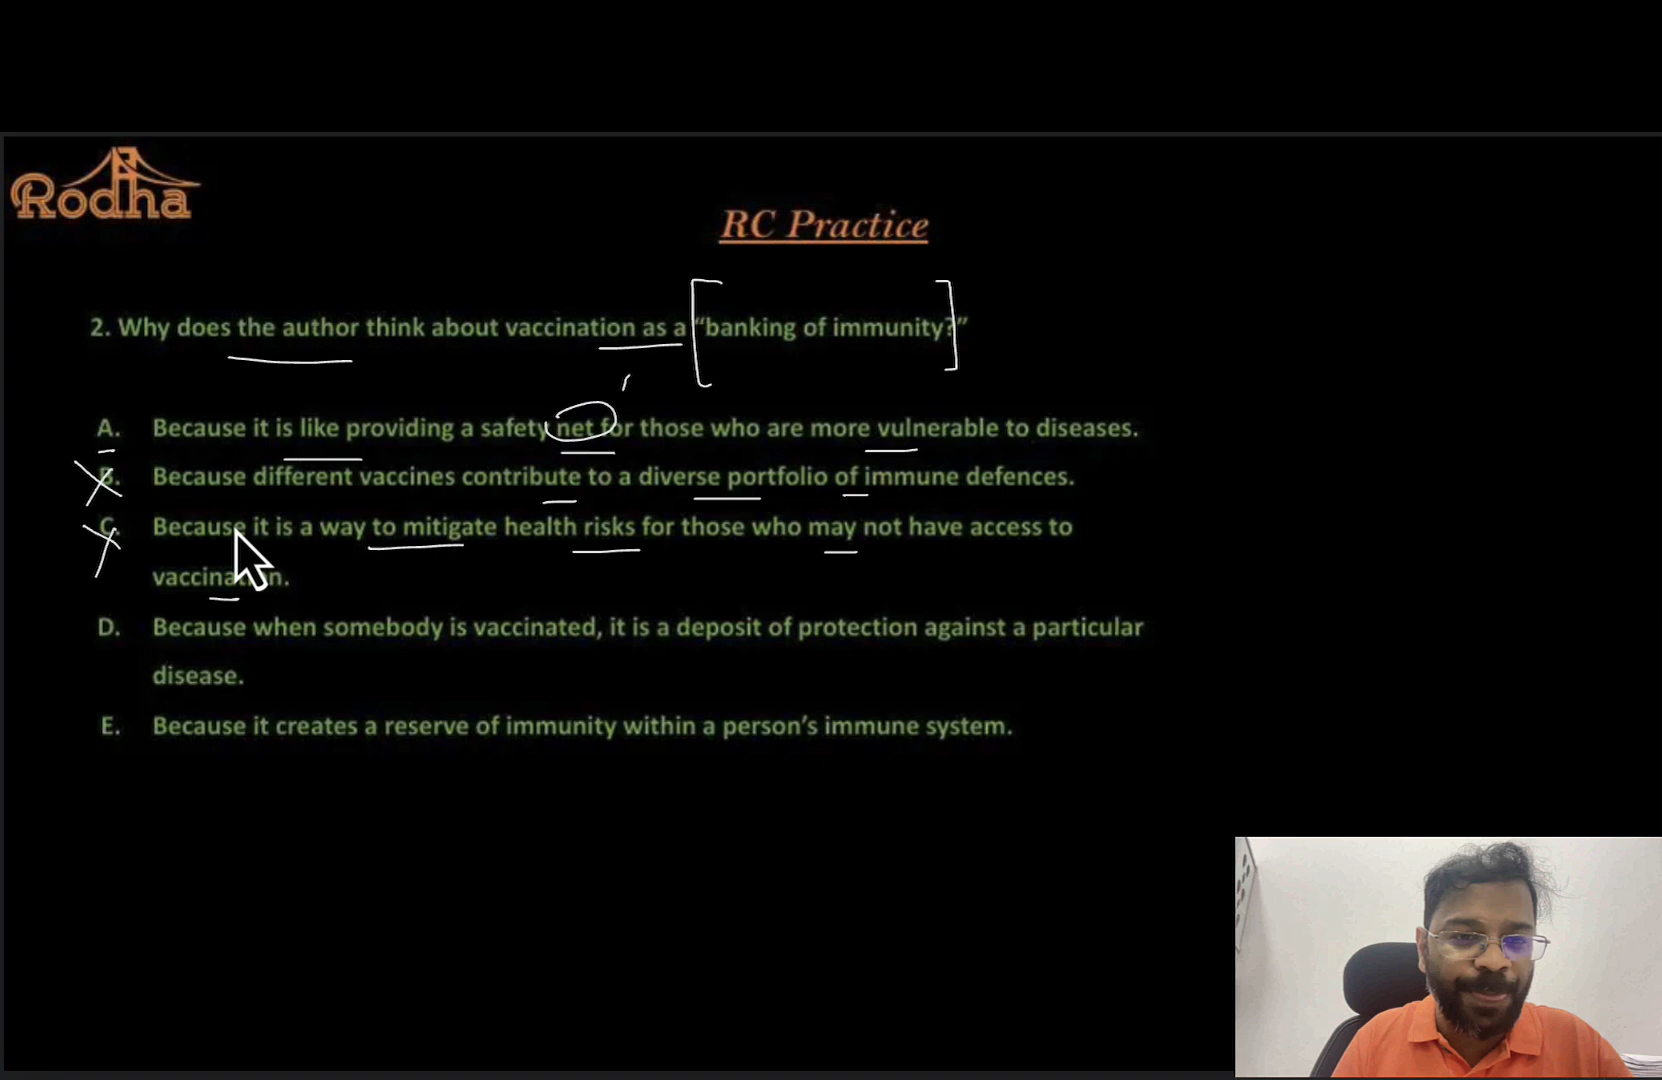 Rodha
RC Practice
2. Why does the author think about vaccination as a “banking of immunity?”
A. Because it is like providing a safety net for those who are more vulnerable to diseases.
B. Because different vaccines contribute to a diverse portfolio of immune defences.
C. Because it is a way to mitigate health risks for those who may not have access to
vaccination.
D. Because when somebody is vaccinated, it is a deposit of protection against a particular
disease.
E. Because it creates a reserve of immunity within a person’s immune system.